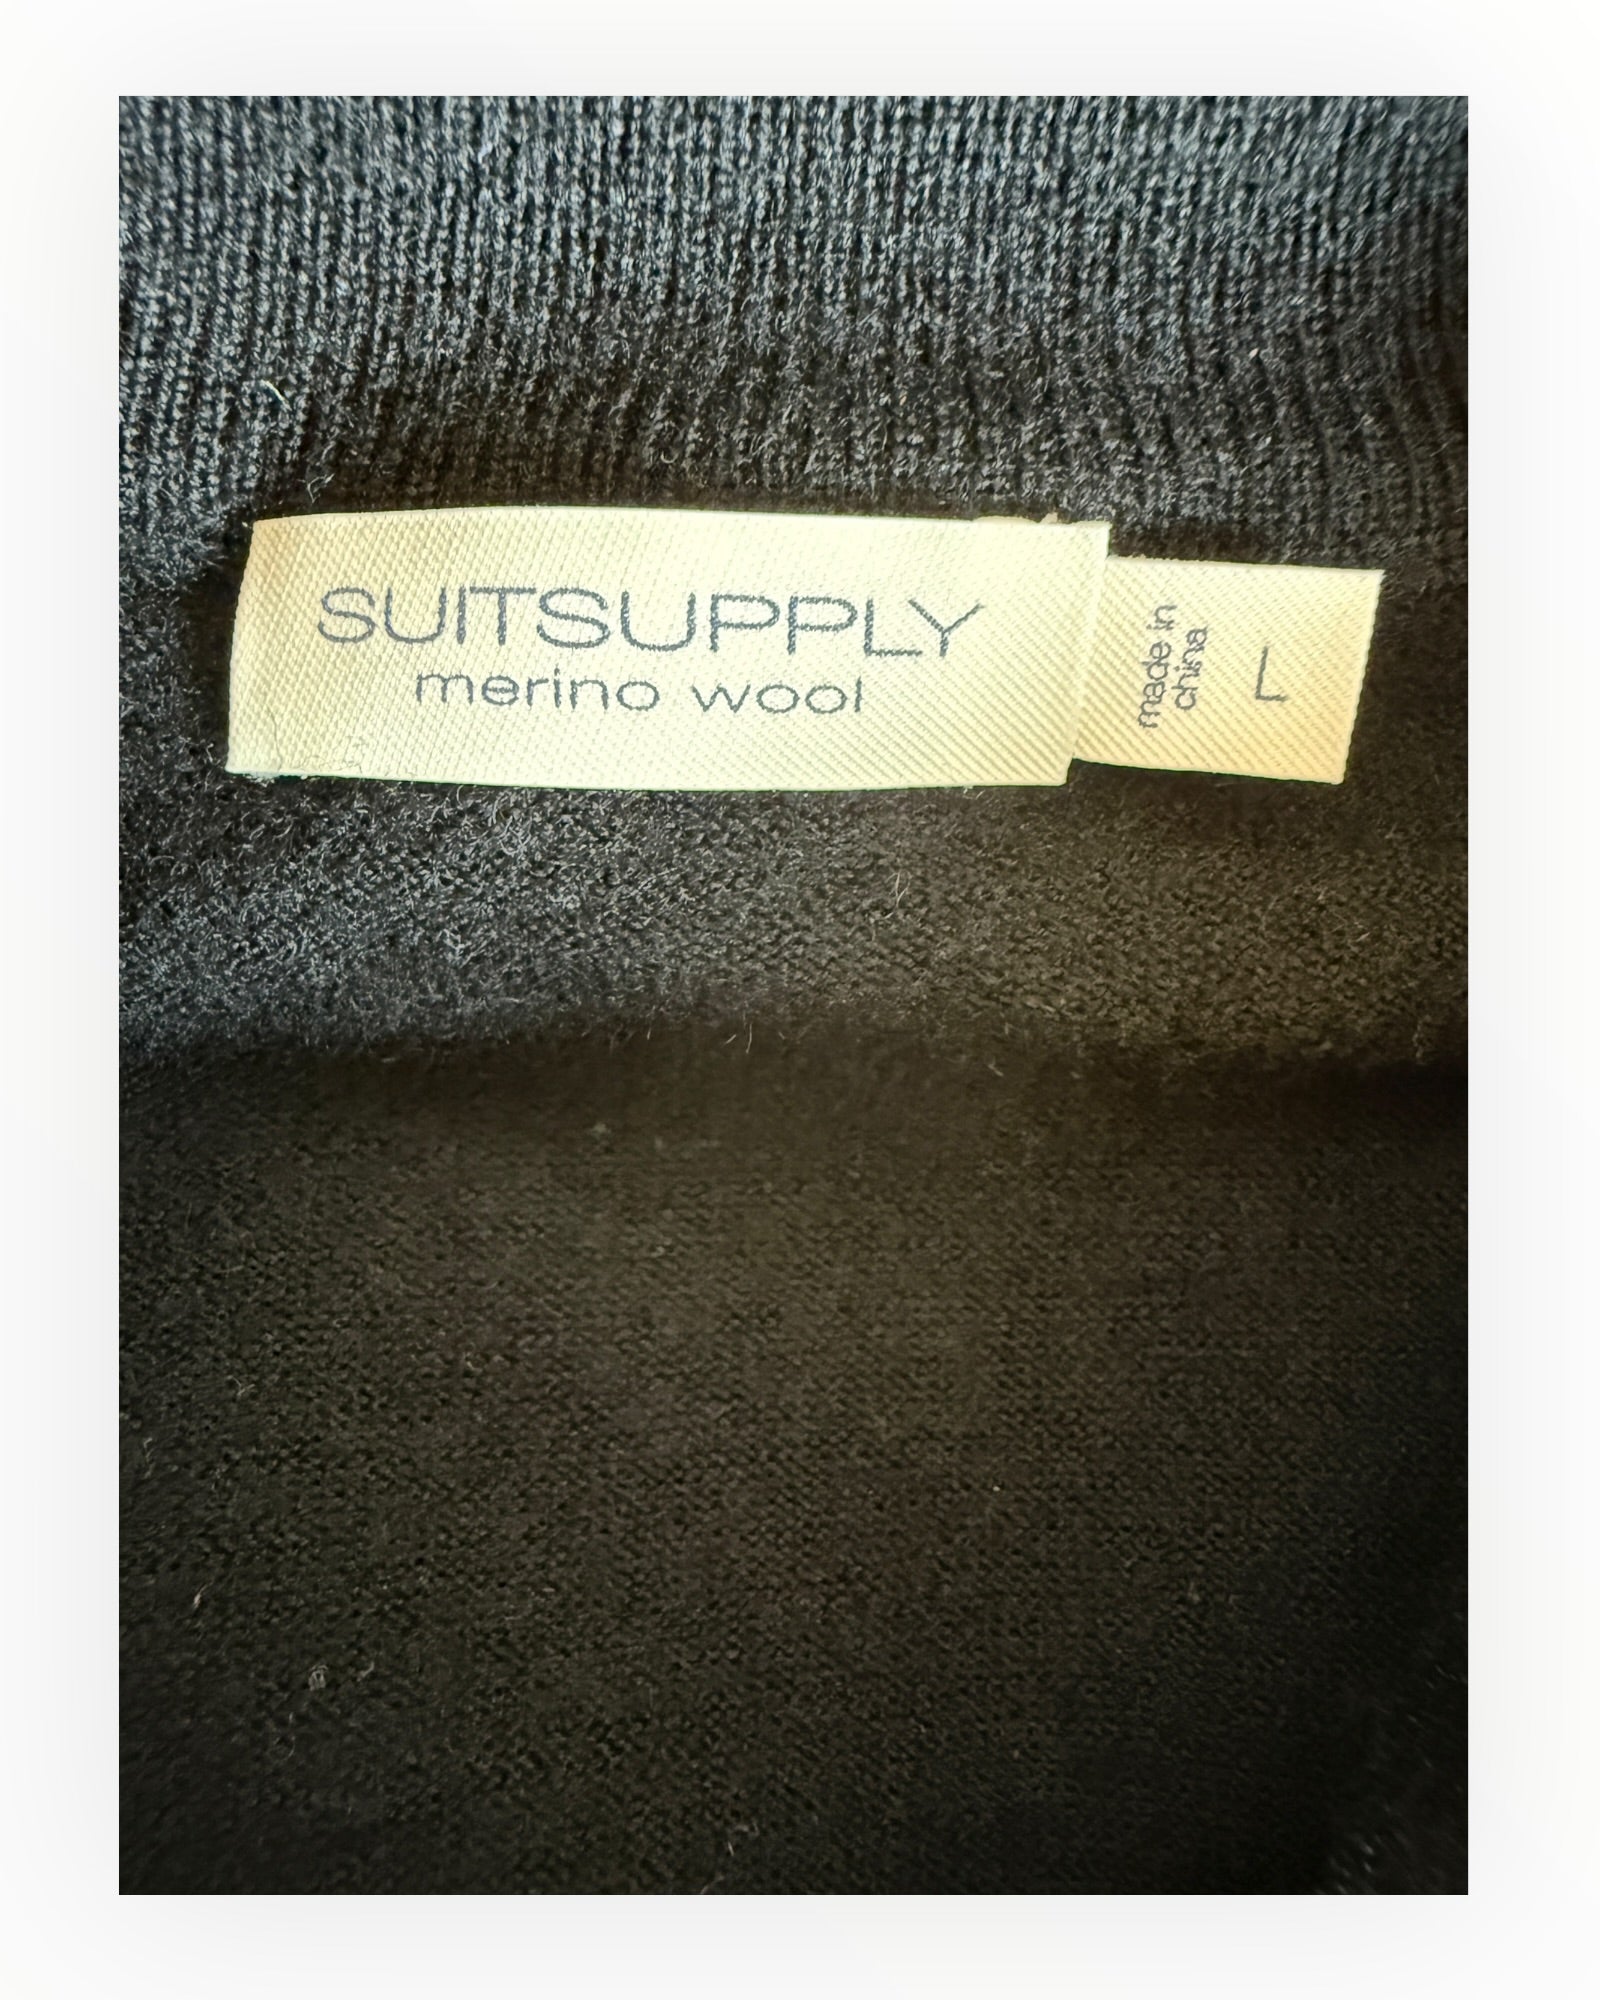 SUITSUPPLY
merino wool
made in
china
L